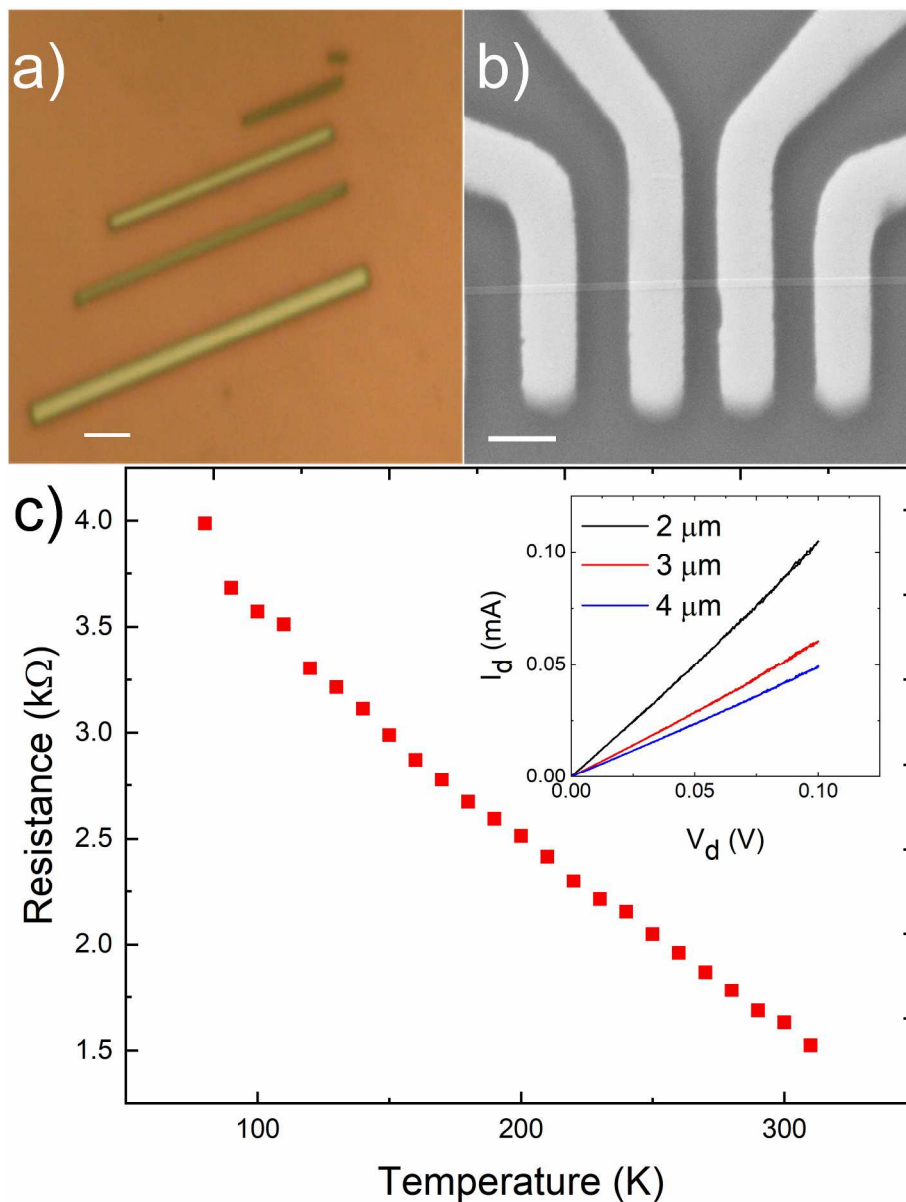 a)
b)
c)
4.0
3.5
3.0
2.5
2.0
1.5
Resistance (kΩ)
100
200
300
Temperature (K)
2 μm
3 μm
4 μm
0.10
0.05
0.00
I_d (mA)
0.00
0.05
0.10
V_d (V)